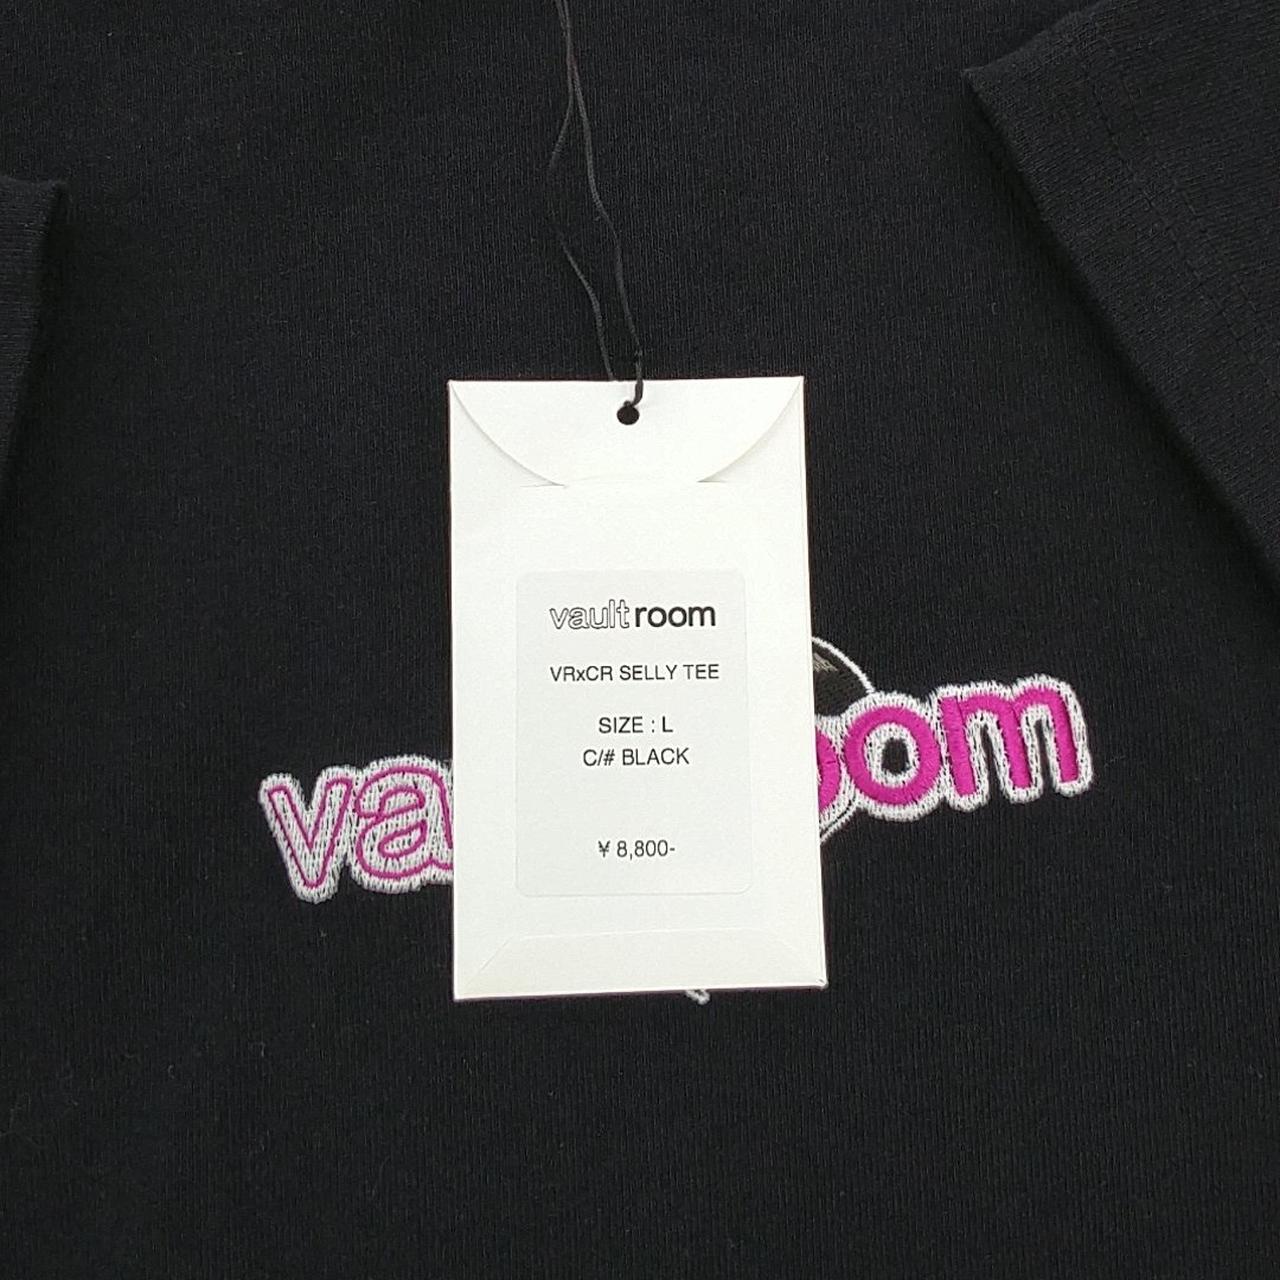 vaultroom
VRxCR SELLY TEE
SIZE : L
C/# BLACK
¥ 8,800-
va
oom